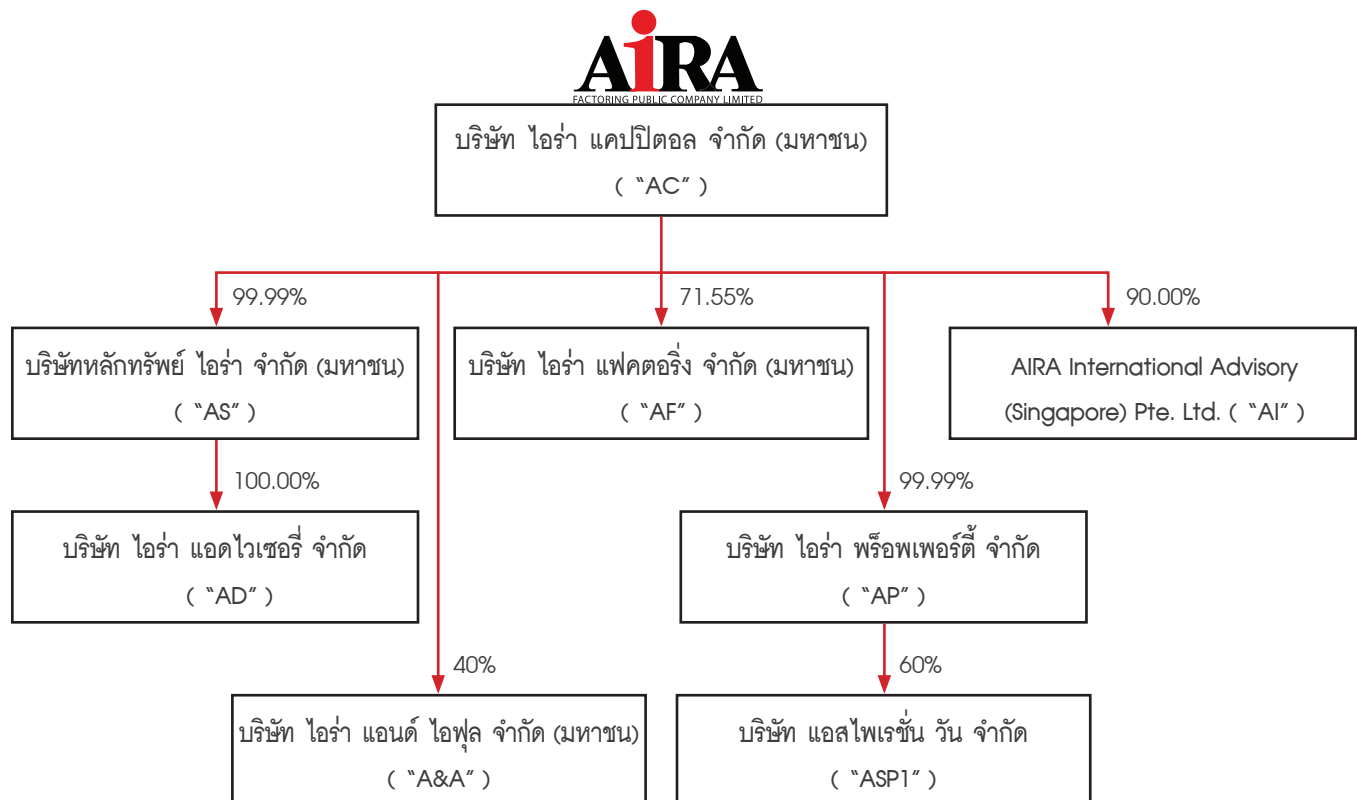 AiRA
FACTORING PUBLIC COMPANY LIMITED
บริษัท ไอร่า แคปปิตอล จำกัด (มหาชน)
( “AC” )
99.99%
71.55%
90.00%
บริษัทหลักทรัพย์ ไอร่า จำกัด (มหาชน)
( “AS” )
บริษัท ไอร่า แฟคตอริ่ง จำกัด (มหาชน)
( “AF” )
AIRA International Advisory
(Singapore) Pte. Ltd. ( “AI” )
100.00%
99.99%
บริษัท ไอร่า แอดไวเซอรี่ จำกัด
( “AD” )
บริษัท ไอร่า พร็อพเพอร์ตี้ จำกัด
( “AP” )
40%
60%
บริษัท ไอร่า แอนด์ ไอฟุล จำกัด (มหาชน)
( “A&A” )
บริษัท แอสไพเรชั่น วัน จำกัด
( “ASP1” )